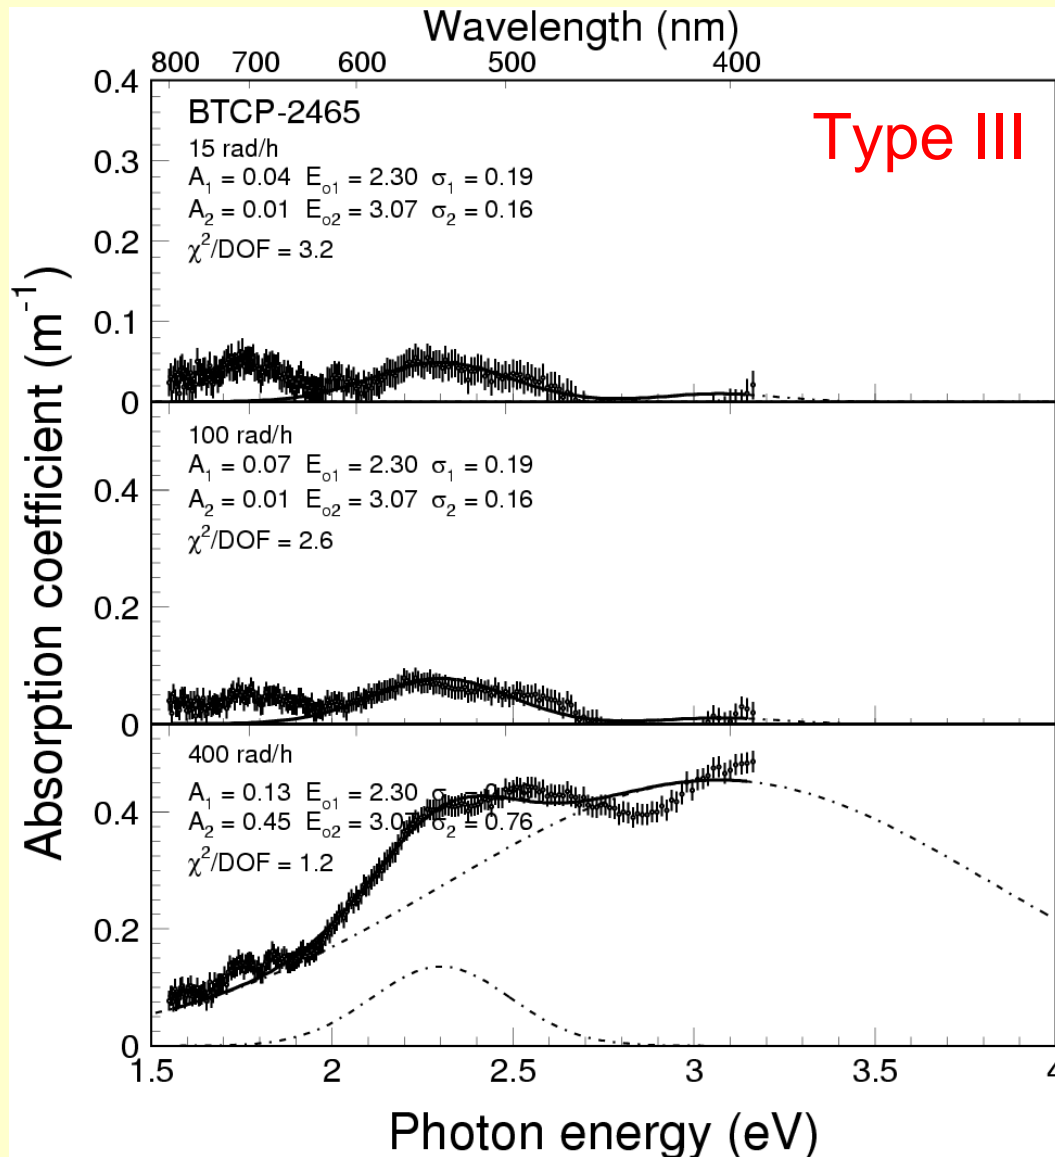 Wavelength (nm)
800 700 600 500 400
Type III
BTCP-2465
15 rad/h
A1 = 0.04 Eo1 = 2.30 σ1 = 0.19
A2 = 0.01 Eo2 = 3.07 σ2 = 0.16
χ2/DOF = 3.2
0.4
0.3
0.2
0.1
0
100 rad/h
A1 = 0.07 Eo1 = 2.30 σ1 = 0.19
A2 = 0.01 Eo2 = 3.07 σ2 = 0.16
χ2/DOF = 2.6
0.4
0.2
0
400 rad/h
A1 = 0.13 Eo1 = 2.30
A2 = 0.45 Eo2 = 3.07 σ2 = 0.76
χ2/DOF = 1.2
0.4
0.2
0
Absorption coefficient (m-1)
1.5 2 2.5 3 3.5 4
Photon energy (eV)